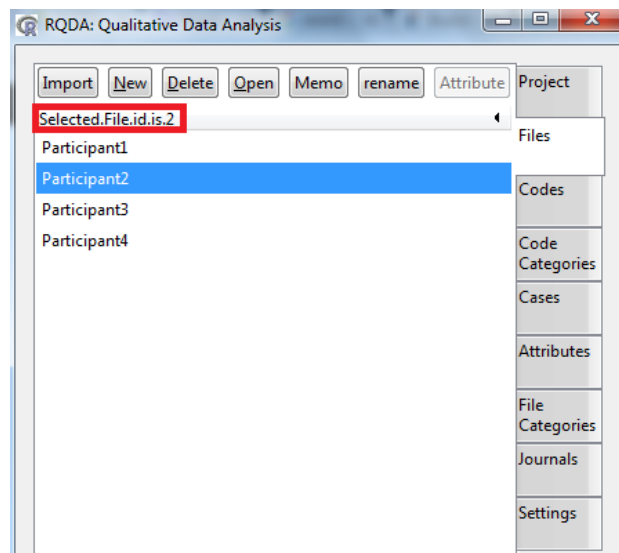 RQDA: Qualitative Data Analysis
Import New Delete Open Memo rename Attribute
Selected.File.id.is.2
Participant1
Participant2
Participant3
Participant4
Project
Files
Codes
Code
Categories
Cases
Attributes
File
Categories
Journals
Settings